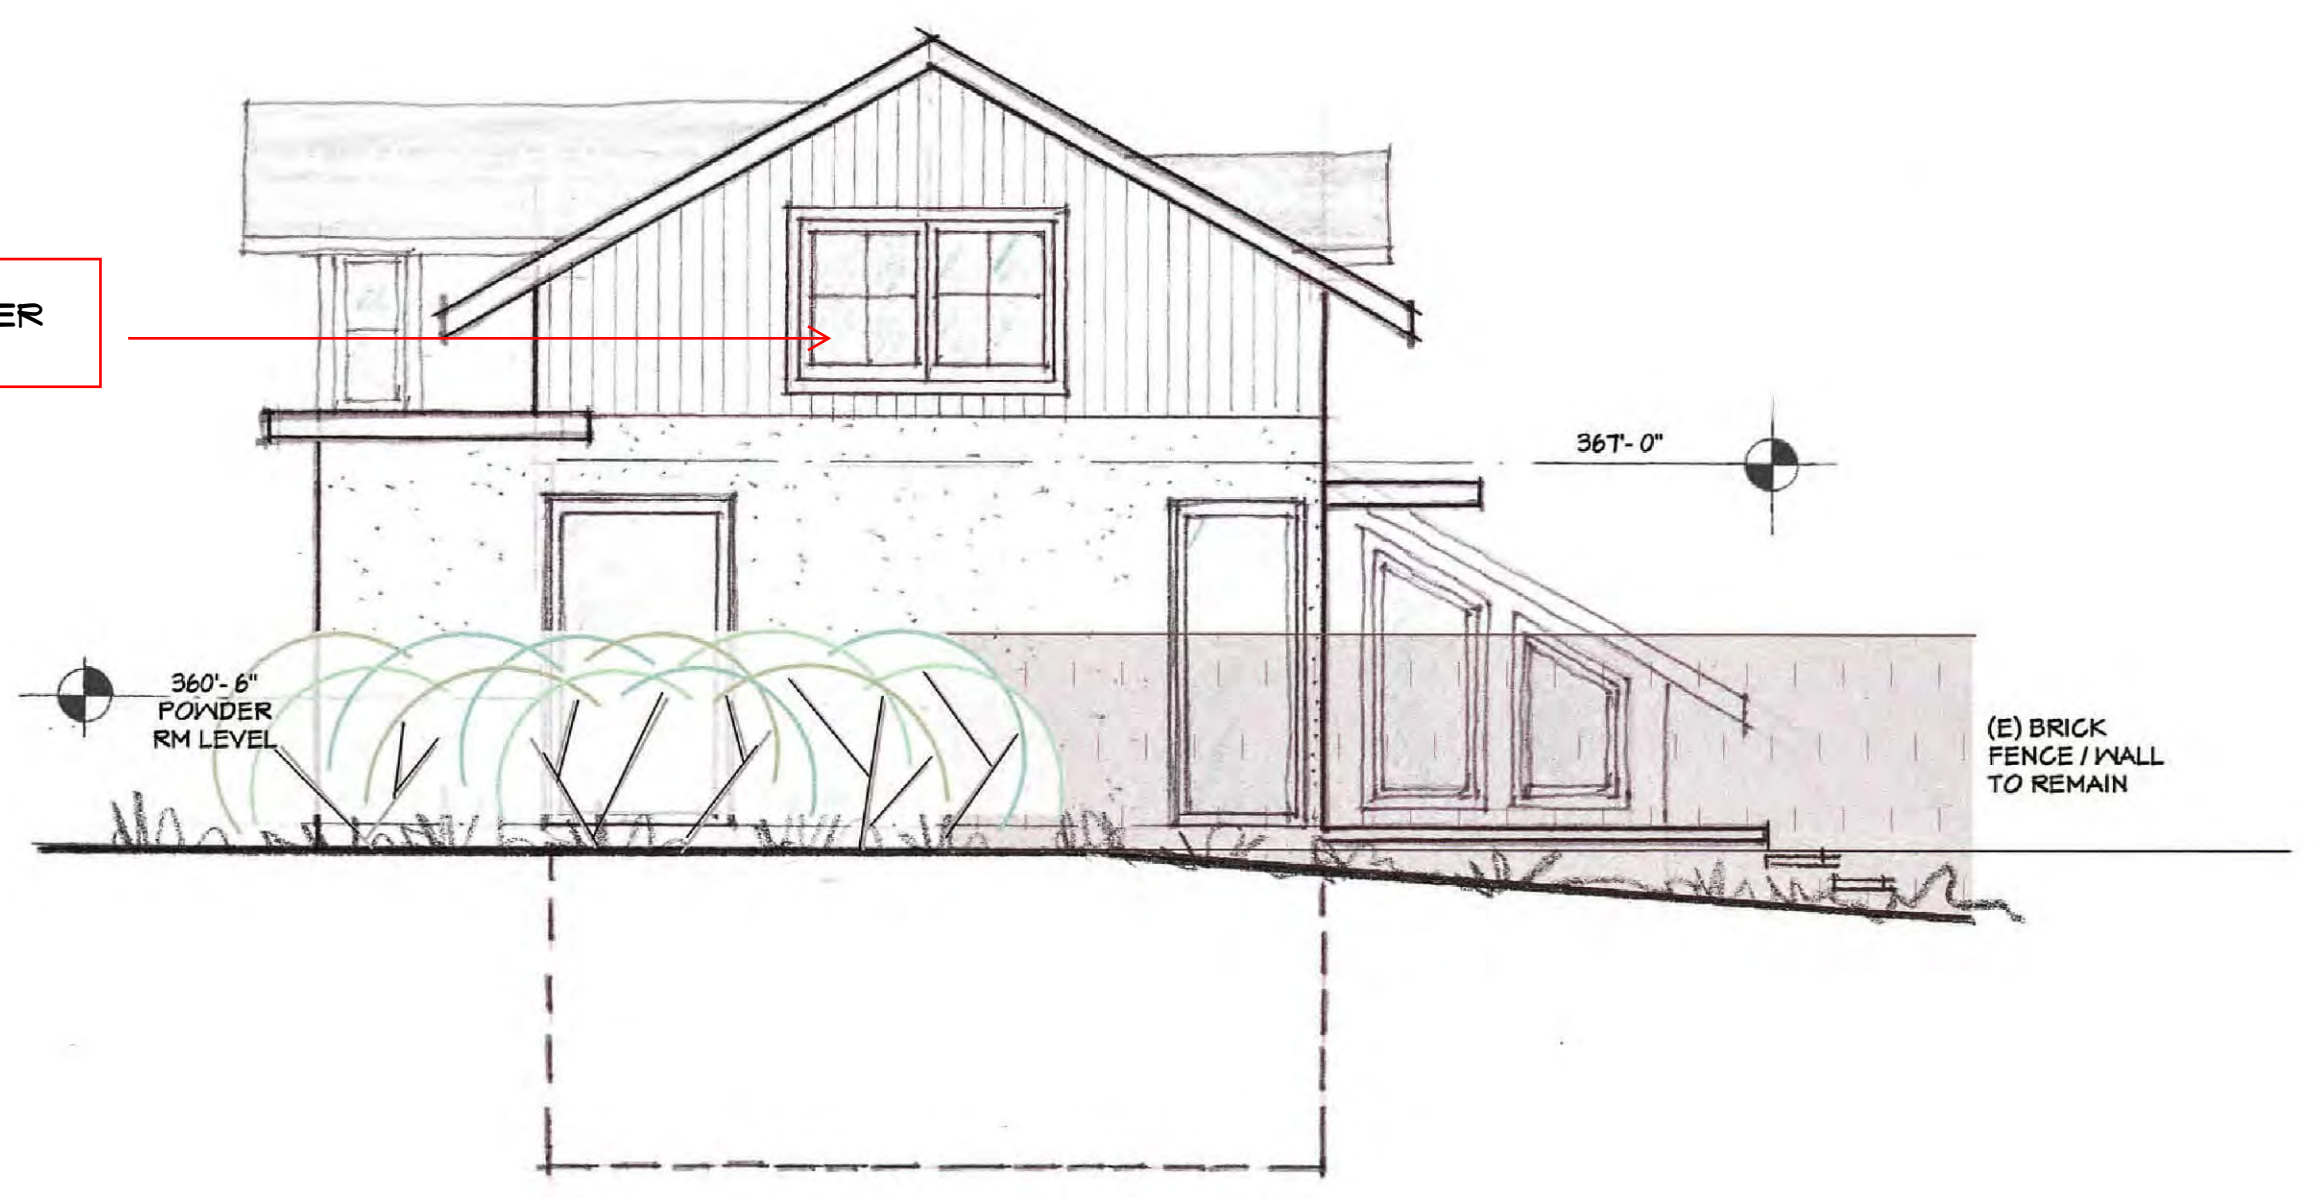 ER
367'- 0"
360'- 6"
POWDER
RM LEVEL
(E) BRICK
FENCE / WALL
TO REMAIN